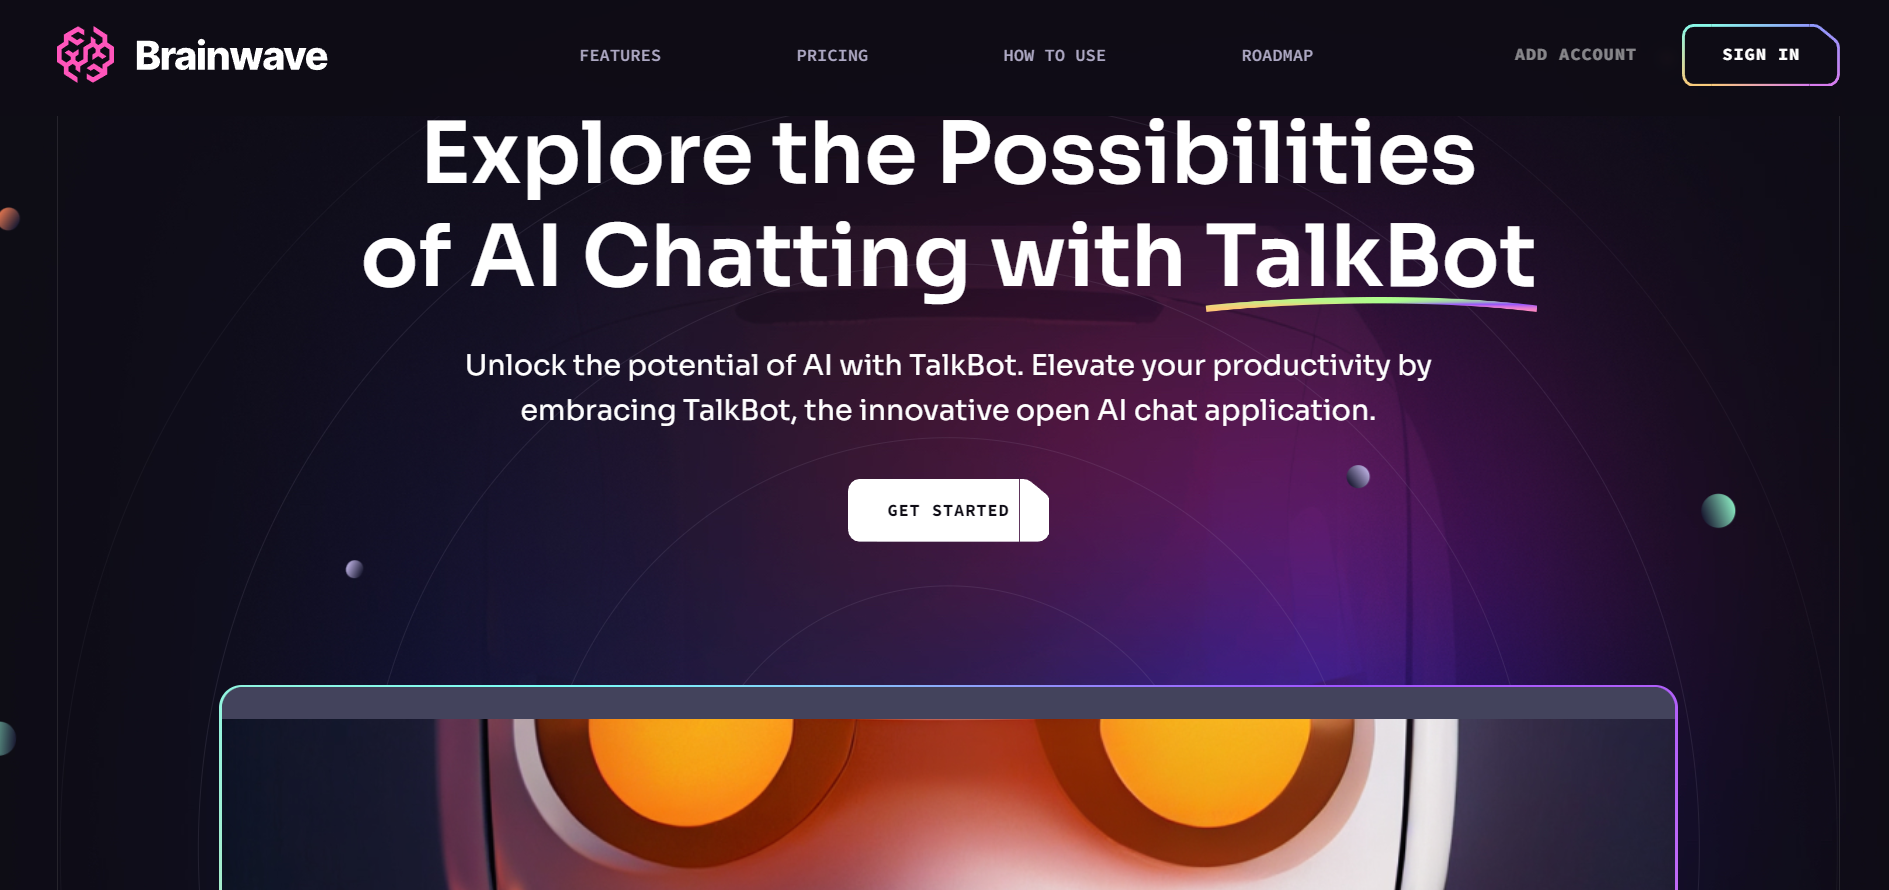 Brainwave
FEATURES
PRICING
HOW TO USE
ROADMAP
ADD ACCOUNT
SIGN IN
Explore the Possibilities
of AI Chatting with TalkBot
Unlock the potential of AI with TalkBot. Elevate your productivity by
embracing TalkBot, the innovative open AI chat application.
GET STARTED